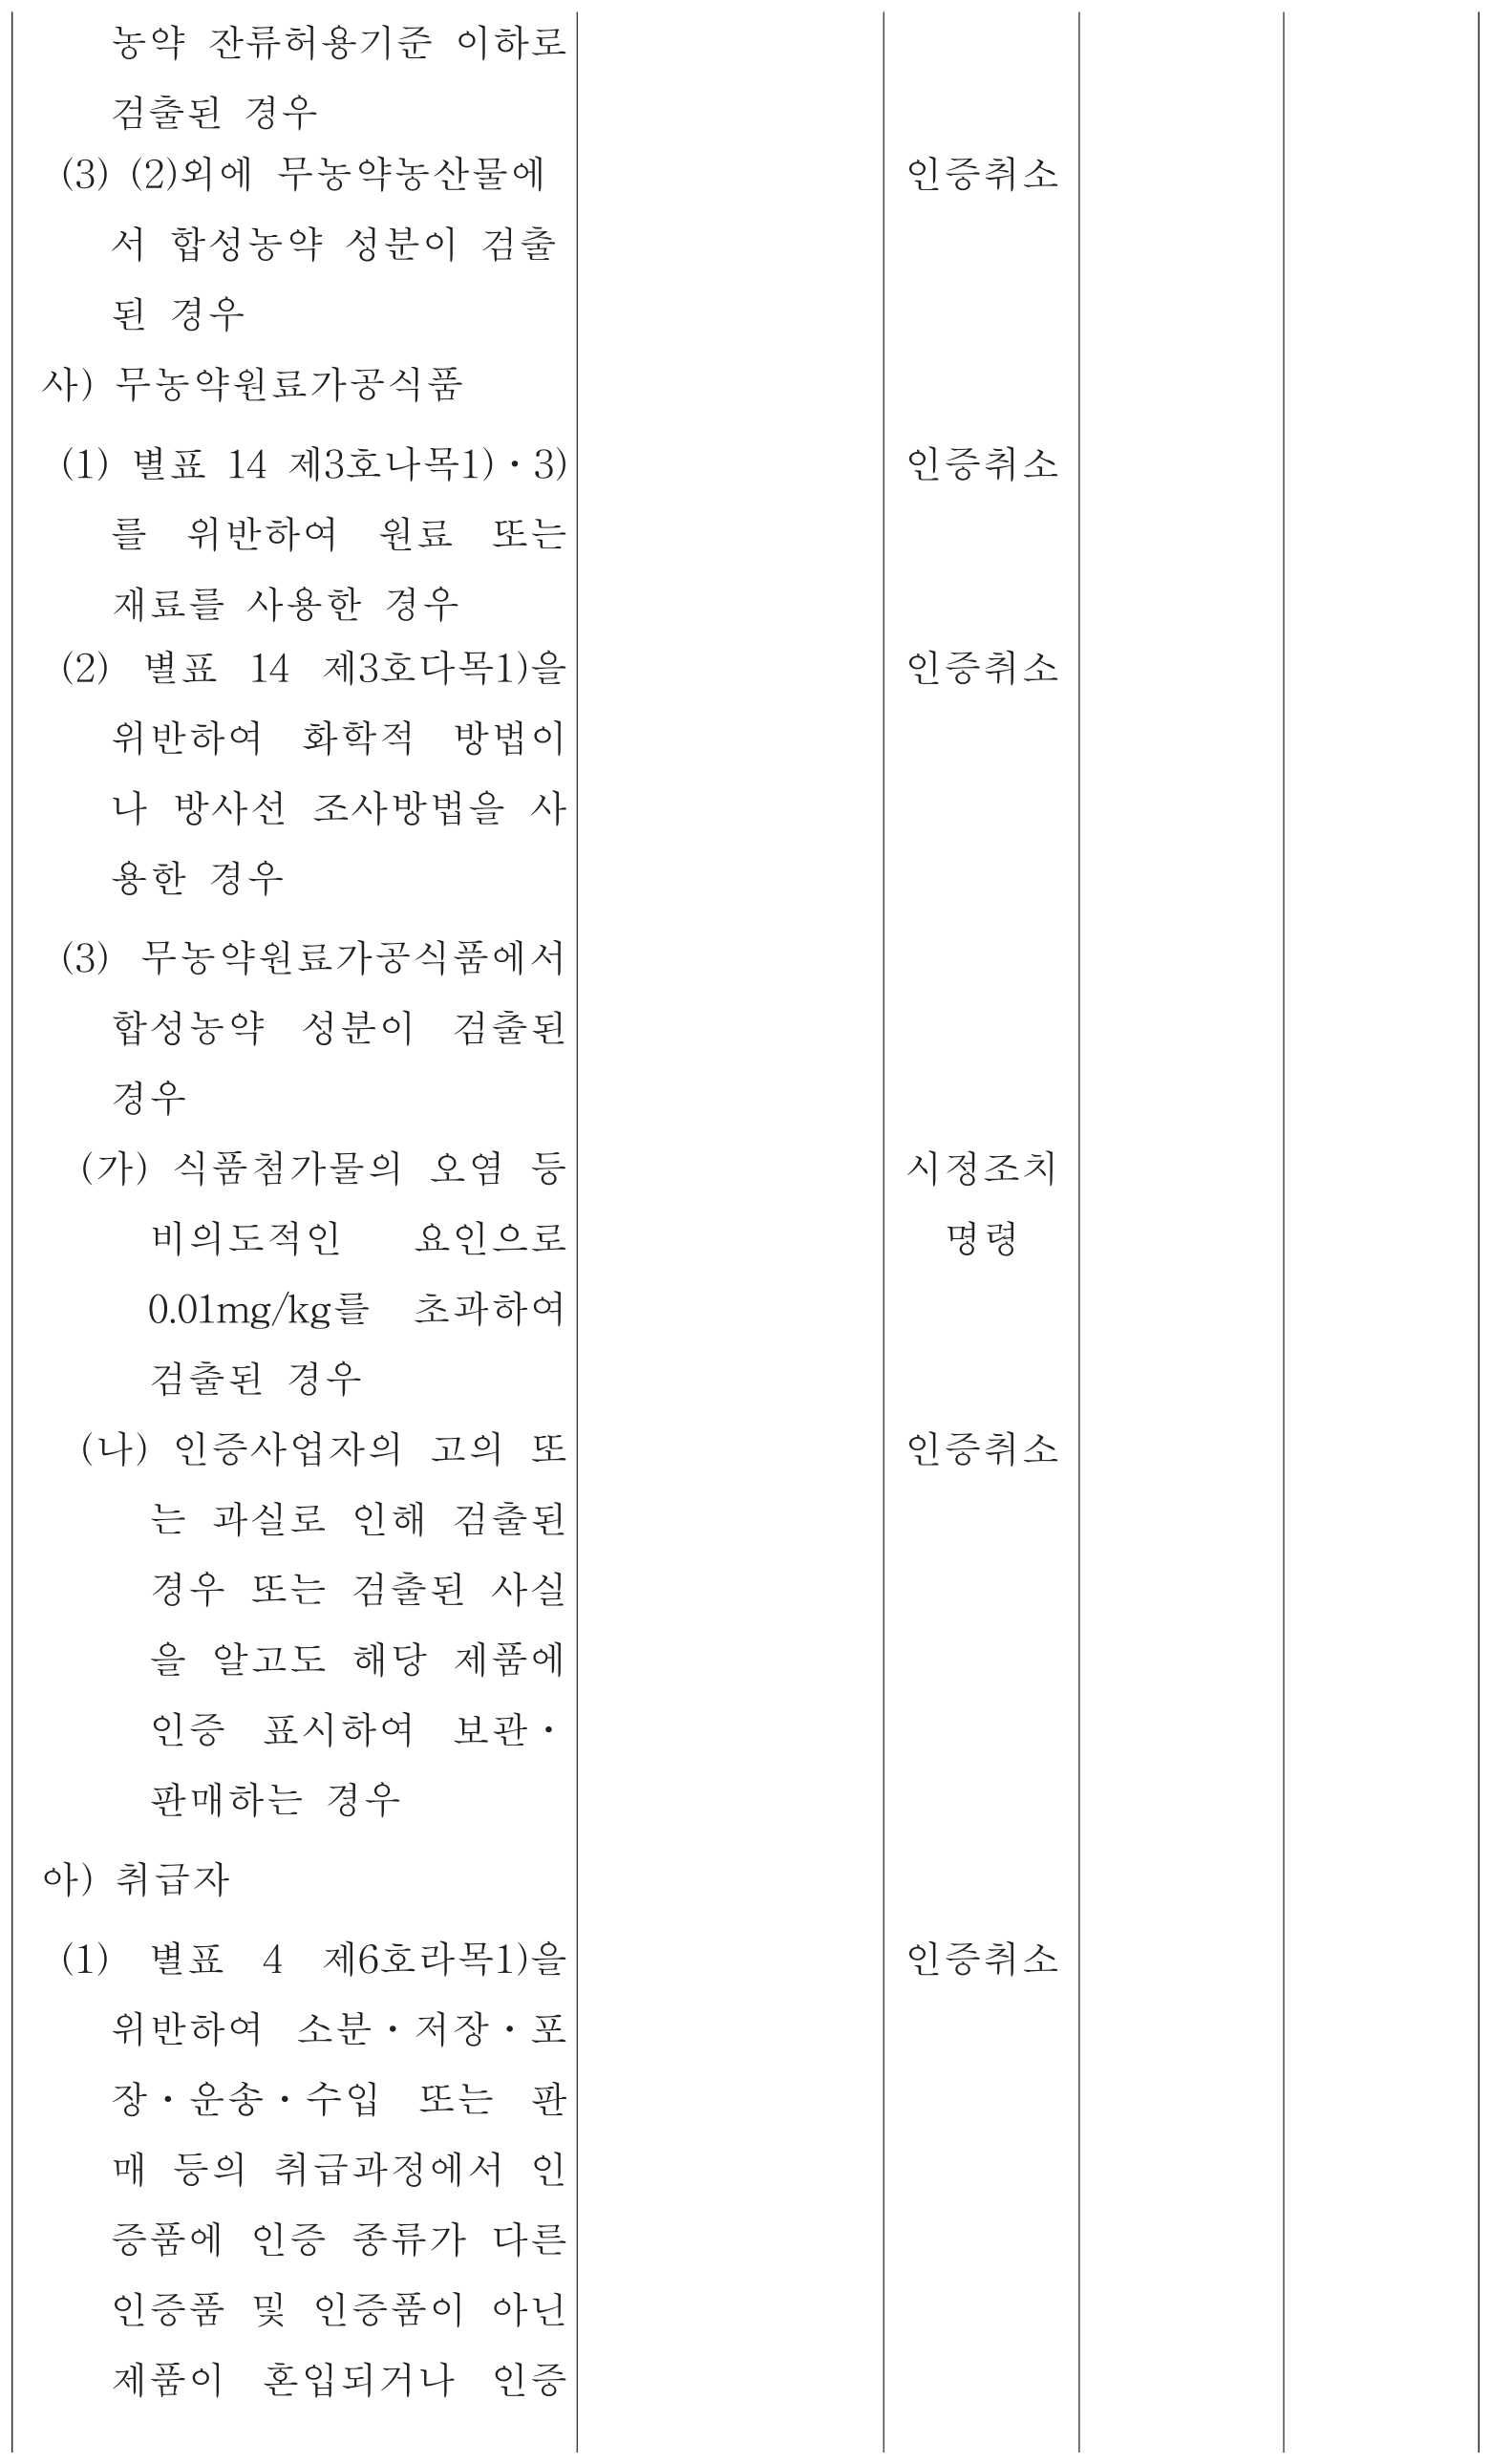 농약 잔류허용기준 이하로
검출된 경우
(3) (2)외에 무농약농산물에 인증취소
서 합성농약 성분이 검출
된 경우
사) 무농약원료가공식품
(1) 별표 14 제3호나목1)·3) 인증취소
를 위반하여 원료 또는
재료를 사용한 경우
(2) 별표 14 제3호다목1)을 인증취소
위반하여 화학적 방법이
나 방사선 조사방법을 사
용한 경우
(3) 무농약원료가공식품에서
합성농약 성분이 검출된
경우
(가) 식품첨가물의 오염 등 시정조치
비의도적인 요인으로 명령
0.01mg/kg를 초과하여
검출된 경우
(나) 인증사업자의 고의 또 인증취소
는 과실로 인해 검출된
경우 또는 검출된 사실
을 알고도 해당 제품에
인증 표시하여 보관·
판매하는 경우
아) 취급자
(1) 별표 4 제6호라목1)을 인증취소
위반하여 소분·저장·포
장·운송·수입 또는 판
매 등의 취급과정에서 인
증품에 인증 종류가 다른
인증품 및 인증품이 아닌
제품이 혼입되거나 인증